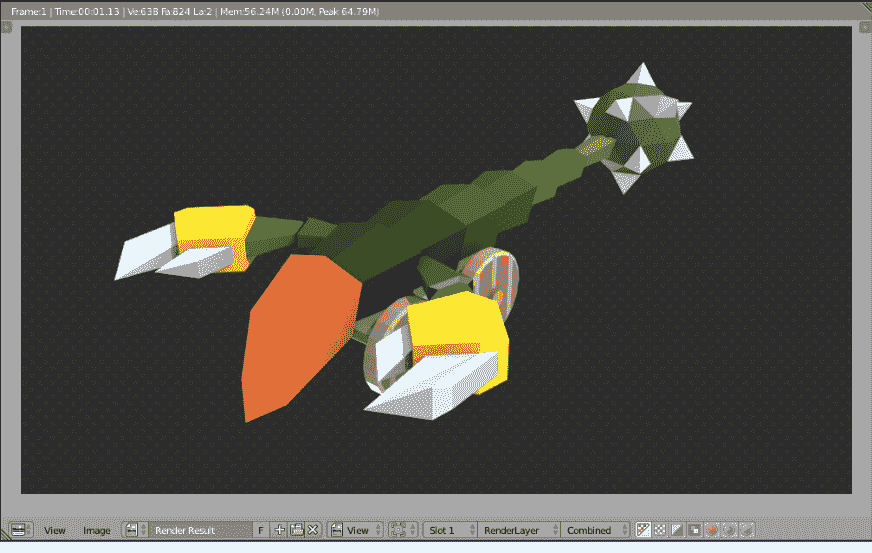 Frame:1 | Time:00:01.13 | Ve:638 Fa:824 La:2 | Mem:56.24M (0.00M, Peak 64.79M)
View Image Render Result F View Slot 1 RenderLayer Combined